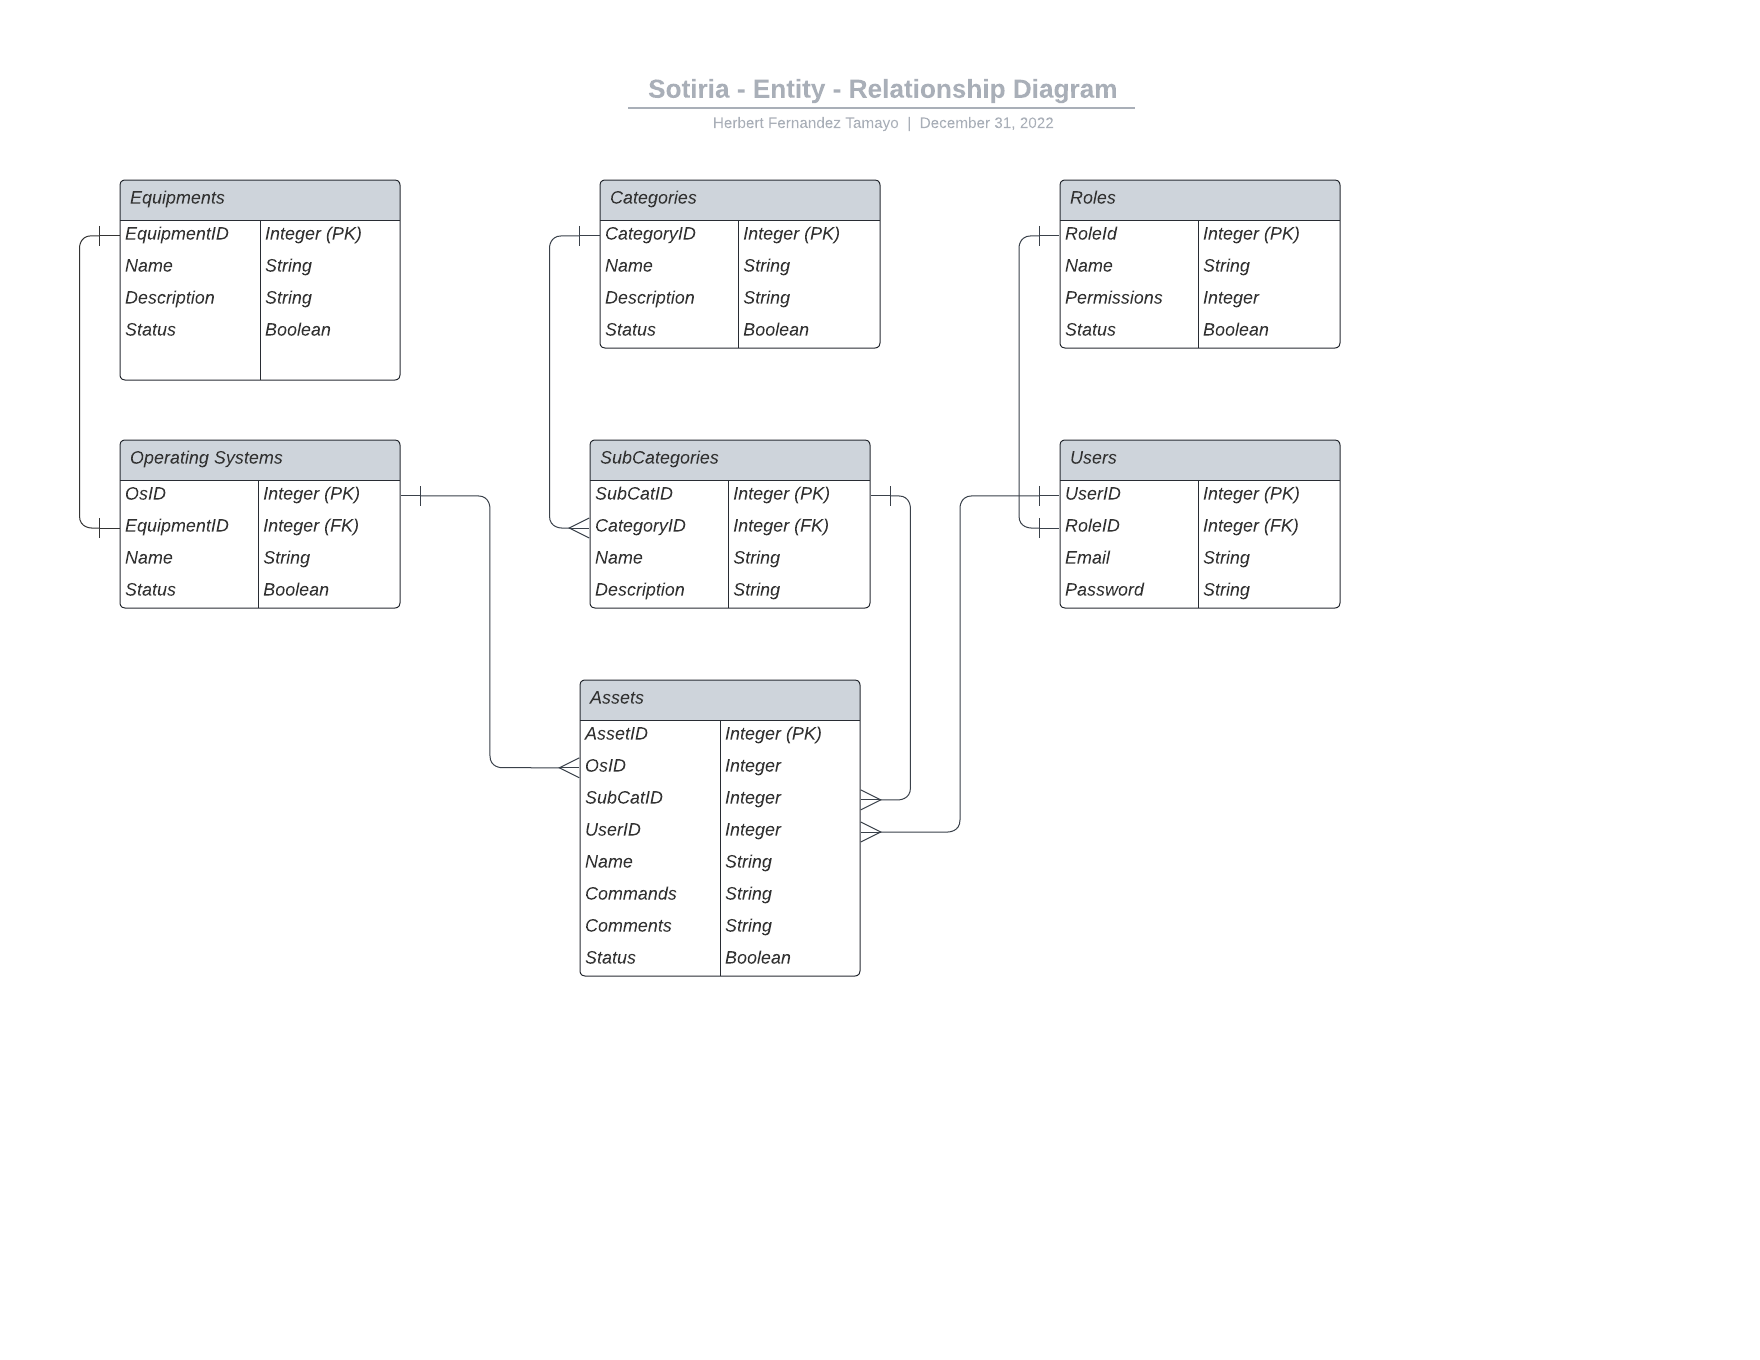 Sotiria - Entity - Relationship Diagram
Herbert Fernandez Tamayo | December 31, 2022
Equipments
EquipmentID Integer (PK)
Name String
Description String
Status Boolean
Categories
CategoryID Integer (PK)
Name String
Description String
Status Boolean
Roles
RoleId Integer (PK)
Name String
Permissions Integer
Status Boolean
Operating Systems
OsID Integer (PK)
EquipmentID Integer (FK)
Name String
Status Boolean
SubCategories
SubCatID Integer (PK)
CategoryID Integer (FK)
Name String
Description String
Users
UserID Integer (PK)
RoleID Integer (FK)
Email String
Password String
Assets
AssetID Integer (PK)
OsID Integer
SubCatID Integer
UserID Integer
Name String
Commands String
Comments String
Status Boolean